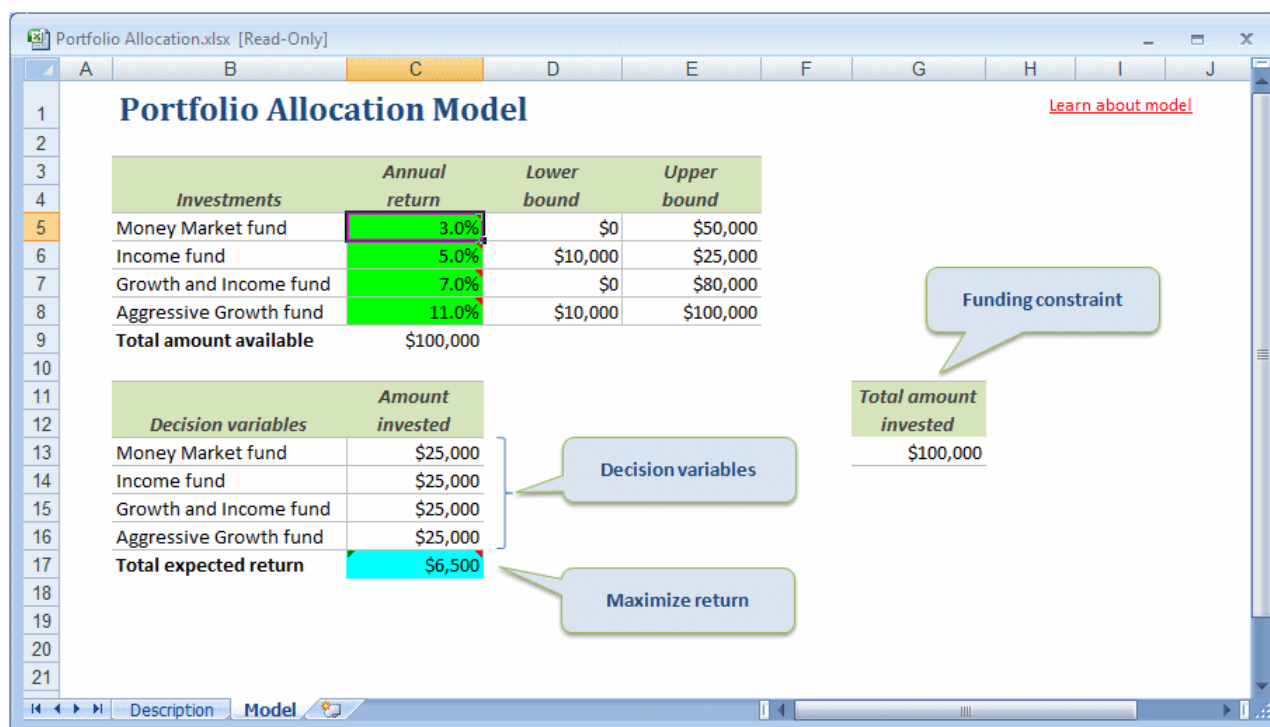 Portfolio Allocation.xlsx [Read-Only]
A B C D E F G H I J
1 Portfolio Allocation Model Learn about model
2
3 Annual Lower Upper
4 Investments return bound bound
5 Money Market fund 3.0% $0 $50,000
6 Income fund 5.0% $10,000 $25,000
7 Growth and Income fund 7.0% $0 $80,000
8 Aggressive Growth fund 11.0% $10,000 $100,000
Funding constraint
9 Total amount available $100,000
10
11 Amount Total amount
12 Decision variables invested invested
13 Money Market fund $25,000 $100,000
Decision variables
14 Income fund $25,000
15 Growth and Income fund $25,000
16 Aggressive Growth fund $25,000
17 Total expected return $6,500
18
Maximize return
19
20
21
Description Model